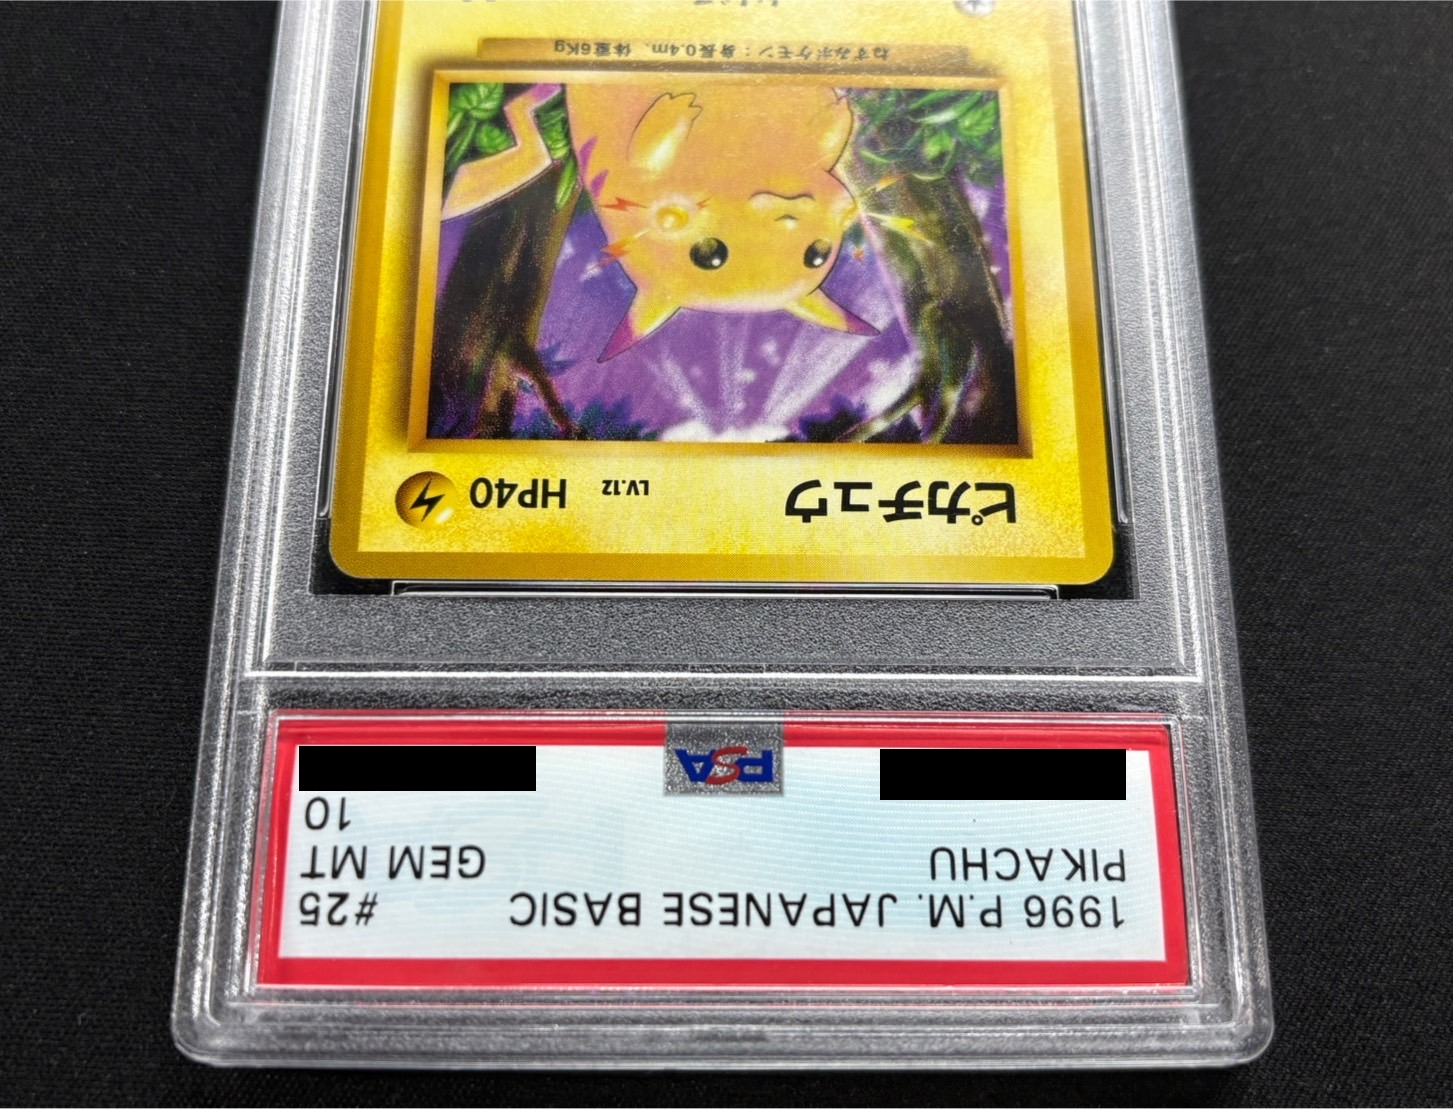 1996 P.M. JAPANESE BASIC #25
PIKACHU GEM MT
10
PSA
ピカチュウ LV.12 HP40
ねずみポケモン：身長0.4m、体重6Kg